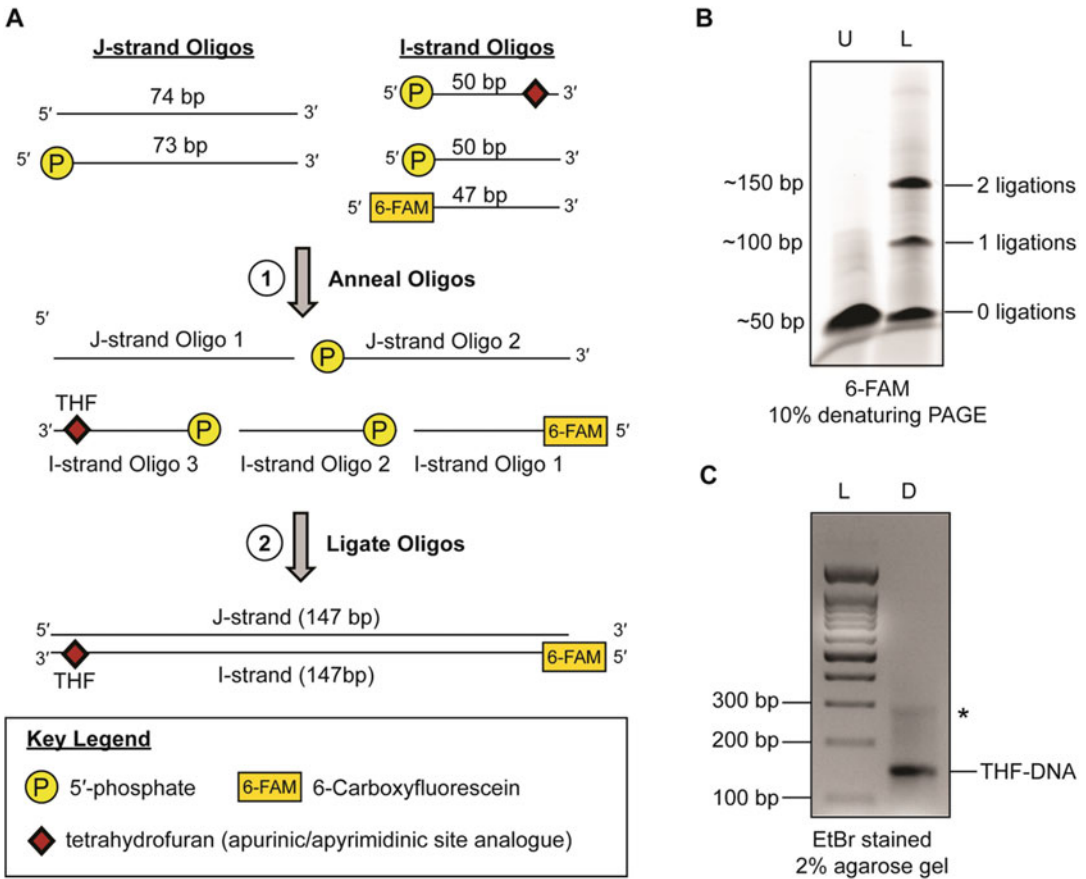 A
J-strand Oligos
5′ 74 bp 3′
5′ P 73 bp 3′
I-strand Oligos
5′ P 50 bp 3′
5′ P 50 bp 3′
5′ 6-FAM 47 bp 3′
1 Anneal Oligos
5′
J-strand Oligo 1 P J-strand Oligo 2 3′
THF
3′ P P 6-FAM 5′
I-strand Oligo 3 I-strand Oligo 2 I-strand Oligo 1
2 Ligate Oligos
J-strand (147 bp)
5′ 3′
3′ 6-FAM 5′
THF I-strand (147bp)
Key Legend
P 5′-phosphate 6-FAM 6-Carboxyfluorescein
tetrahydrofuran (apurinic/apyrimidinic site analogue)
B
U L
~150 bp 2 ligations
~100 bp 1 ligations
~50 bp 0 ligations
6-FAM
10% denaturing PAGE
C
L D
300 bp *
200 bp
THF-DNA
100 bp
EtBr stained
2% agarose gel